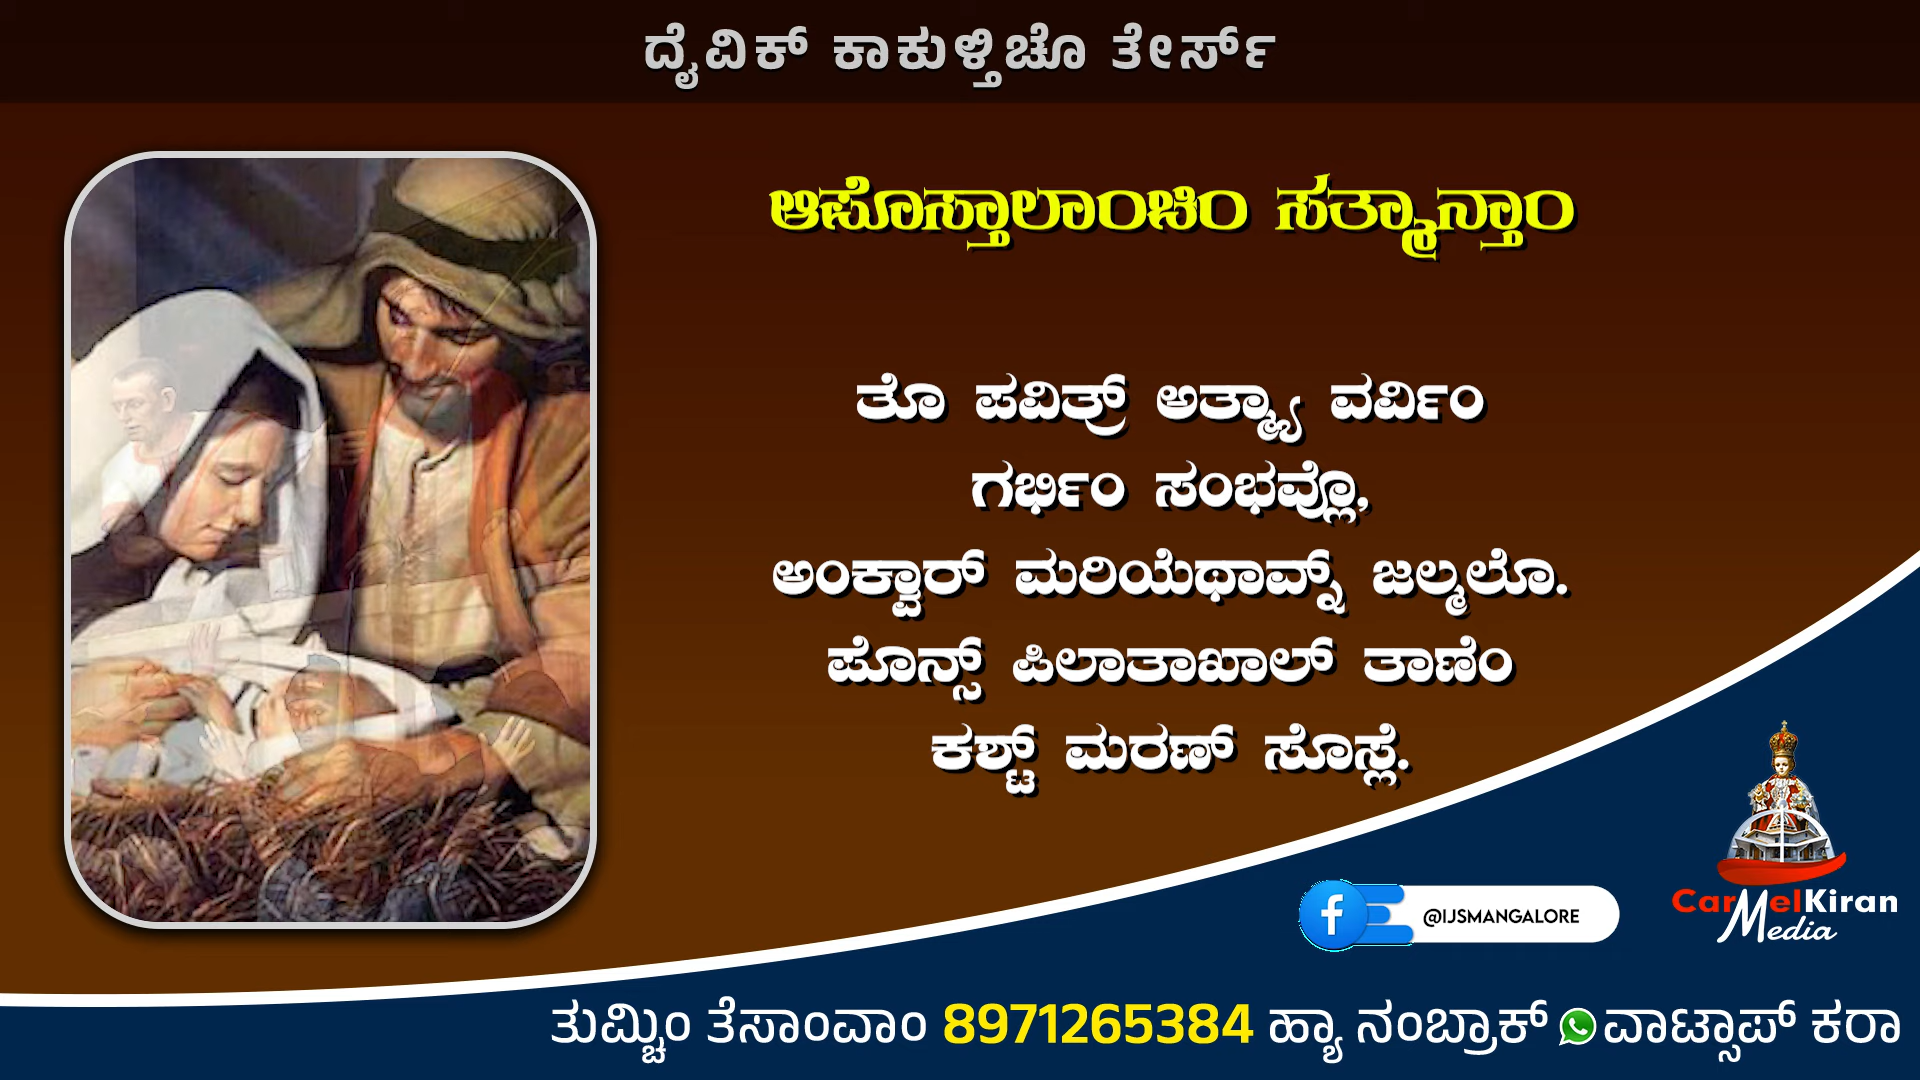 ದೈವಿಕ್ ಕಾಕುಳ್ತಿಚೊ ತೇರ್ಸ್
ಆಪೊಸ್ತಾಲಾಂಚಿಂ ಸತ್ಮಾನ್ತಾಂ
ತೊ ಪವಿತ್ರ್ ಅತ್ಮ್ಯಾ ವರ್ವಿಂ
ಗರ್ಭಿಂ ಸಂಭವ್ಲೊ,
ಅಂಕ್ವಾರ್ ಮರಿಯೆಥಾವ್ನ್ ಜಲ್ಮಲೊ.
ಪೊನ್ಸ್ ಪಿಲಾತಾಖಾಲ್ ತಾಣೆಂ
ಕಶ್ಟ್ ಮರಣ್ ಸೊಸ್ಲೆ.
@IJSMANGALORE
CarmelKiran
Media
ತುಮ್ಚಿಂ ತೆಸಾಂವಾಂ 8971265384 ಹ್ಯಾ ನಂಬ್ರಾಕ್ ವಾಟ್ಸಾಪ್ ಕರಾ